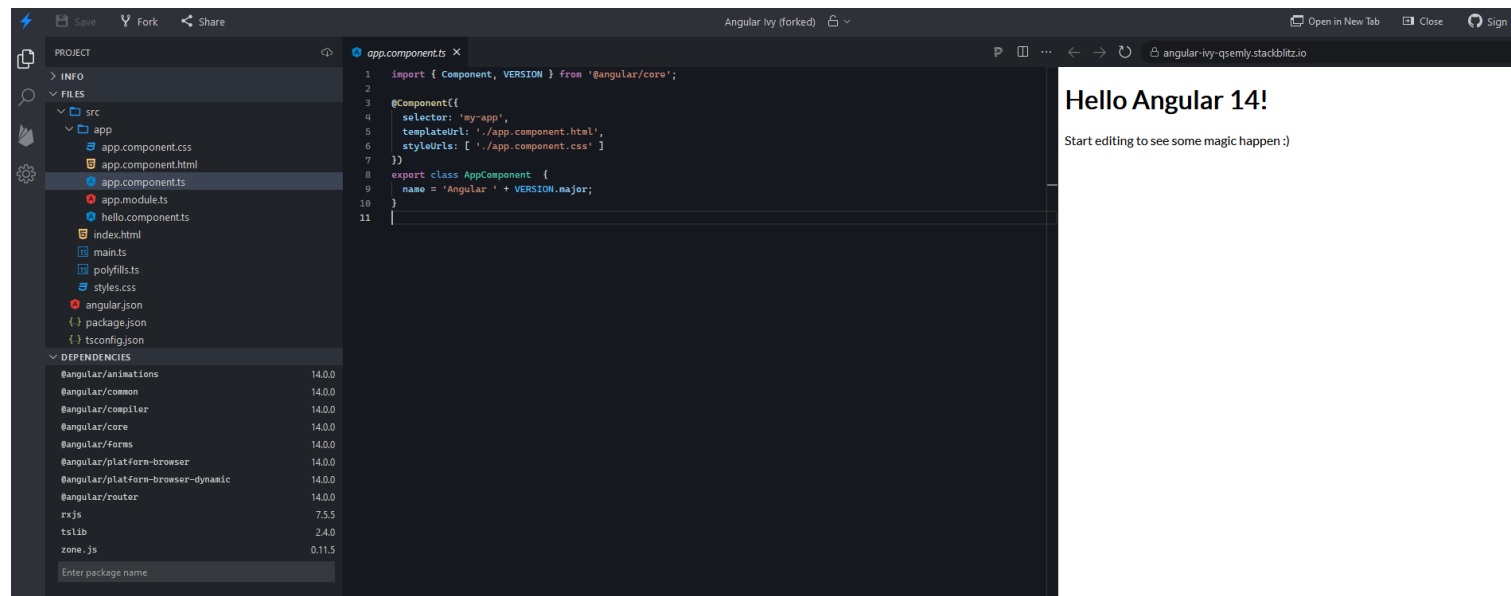 Save Fork Share Angular Ivy (forked) Open in New Tab Close Sign
PROJECT
INFO
FILES
src
app
app.component.css
app.component.html
app.component.ts
app.module.ts
hello.component.ts
index.html
main.ts
polyfills.ts
styles.css
angular.json
package.json
tsconfig.json
DEPENDENCIES
@angular/animations 14.0.0
@angular/common 14.0.0
@angular/compiler 14.0.0
@angular/core 14.0.0
@angular/forms 14.0.0
@angular/platform-browser 14.0.0
@angular/platform-browser-dynamic 14.0.0
@angular/router 14.0.0
rxjs 7.5.5
tslib 2.4.0
zone.js 0.11.5
Enter package name
app.component.ts
1 import { Component, VERSION } from '@angular/core';
2
3 @Component({
4 selector: 'my-app',
5 templateUrl: './app.component.html',
6 styleUrls: [ './app.component.css' ]
7 })
8 export class AppComponent {
9 name = 'Angular ' + VERSION.major;
10 }
11
angular-ivy-qsemly.stackblitz.io
Hello Angular 14!
Start editing to see some magic happen :)